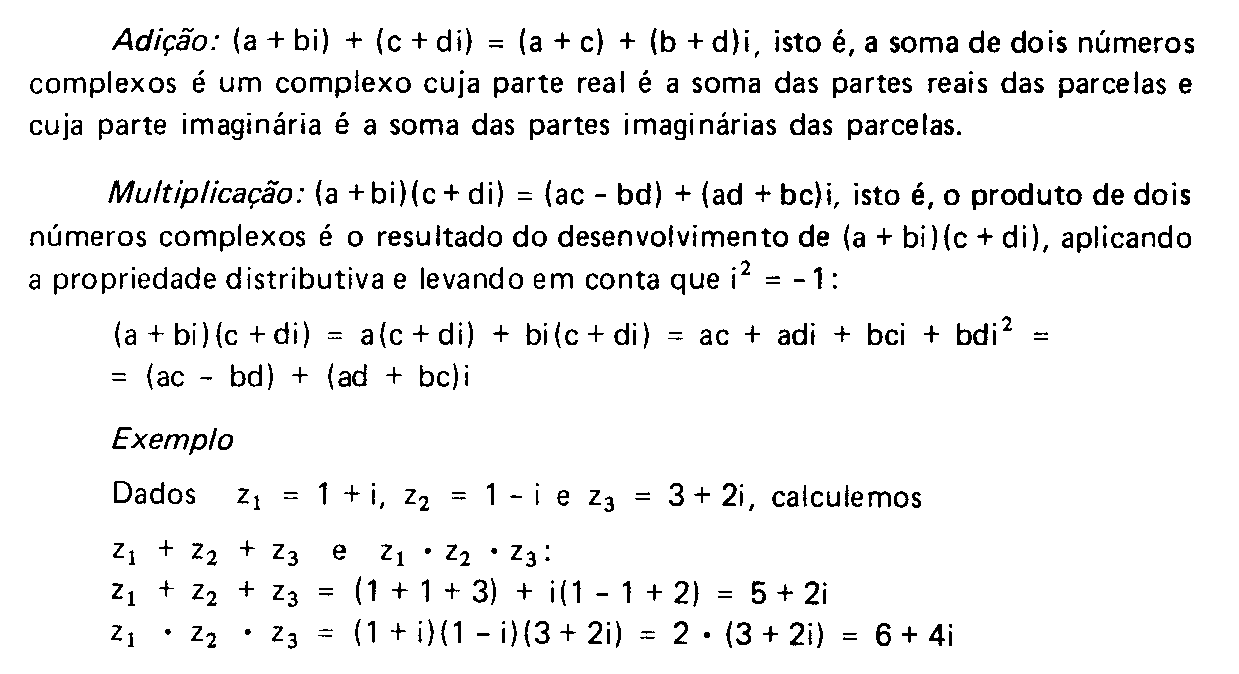 Adição: (a + bi) + (c + di) = (a + c) + (b + d)i, isto é, a soma de dois números
complexos é um complexo cuja parte real é a soma das partes reais das parcelas e
cuja parte imaginária é a soma das partes imaginárias das parcelas.
Multiplicação: (a + bi)(c + di) = (ac - bd) + (ad + bc)i, isto é, o produto de dois
números complexos é o resultado do desenvolvimento de (a + bi)(c + di), aplicando
a propriedade distributiva e levando em conta que i² = -1:
(a + bi)(c + di) = a(c + di) + bi(c + di) = ac + adi + bci + bdi² =
= (ac - bd) + (ad + bc)i
Exemplo
Dados z₁ = 1 + i, z₂ = 1 - i e z₃ = 3 + 2i, calculemos
z₁ + z₂ + z₃ e z₁ · z₂ · z₃:
z₁ + z₂ + z₃ = (1 + 1 + 3) + i(1 - 1 + 2) = 5 + 2i
z₁ · z₂ · z₃ = (1 + i)(1 - i)(3 + 2i) = 2 · (3 + 2i) = 6 + 4i